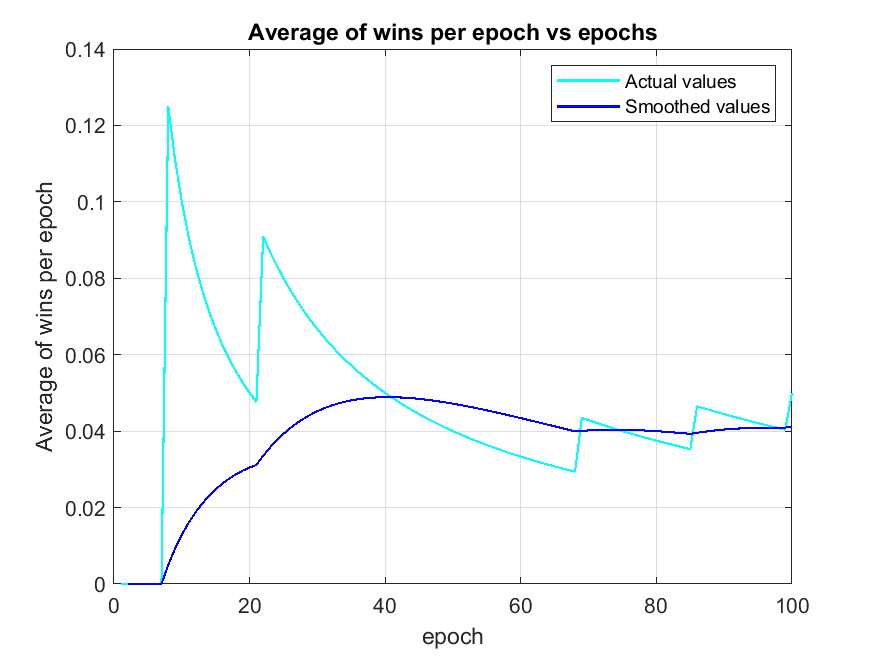 Average of wins per epoch vs epochs
0.14
0.12
0.1
0.08
0.06
0.04
0.02
0
Average of wins per epoch
Actual values
Smoothed values
0 20 40 60 80 100
epoch